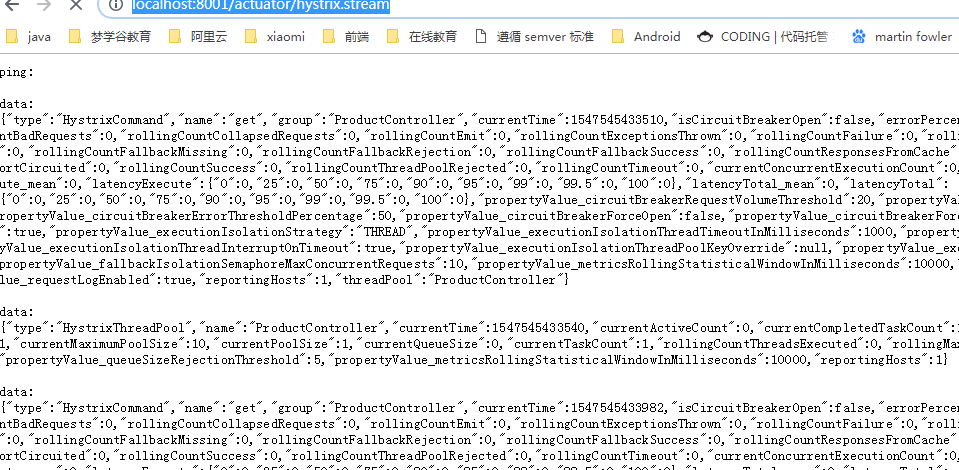 localhost:8001/actuator/hystrix.stream
java 梦学谷教育 阿里云 xiaomi 前端 在线教育 遵循 semver 标准 Android CODING | 代码托管 martin fowler
ping:
data:
{"type":"HystrixCommand","name":"get","group":"ProductController","currentTime":1547545433510,"isCircuitBreakerOpen":false,"errorPercen
ntBadRequests":0,"rollingCountCollapsedRequests":0,"rollingCountEmit":0,"rollingCountExceptionsThrown":0,"rollingCountFailure":0,"rolling
":0,"rollingCountFallbackMissing":0,"rollingCountFallbackRejection":0,"rollingCountFallbackSuccess":0,"rollingCountResponsesFromCache"
ortCircuited":0,"rollingCountSuccess":0,"rollingCountThreadPoolRejected":0,"rollingCountTimeout":0,"currentConcurrentExecutionCount":0,
ute_mean":0,"latencyExecute":{"0":0,"25":0,"50":0,"75":0,"90":0,"95":0,"99":0,"99.5":0,"100":0},"latencyTotal_mean":0,"latencyTotal":
{"0":0,"25":0,"50":0,"75":0,"90":0,"95":0,"99":0,"99.5":0,"100":0},"propertyValue_circuitBreakerRequestVolumeThreshold":20,"propertyVal
ropertyValue_circuitBreakerErrorThresholdPercentage":50,"propertyValue_circuitBreakerForceOpen":false,"propertyValue_circuitBreakerForc
":true,"propertyValue_executionIsolationStrategy":"THREAD","propertyValue_executionIsolationThreadTimeoutInMilliseconds":1000,"property
yValue_executionIsolationThreadInterruptOnTimeout":true,"propertyValue_executionIsolationThreadPoolKeyOverride":null,"propertyValue_exe
propertyValue_fallbackIsolationSemaphoreMaxConcurrentRequests":10,"propertyValue_metricsRollingStatisticalWindowInMilliseconds":10000,"
lue_requestLogEnabled":true,"reportingHosts":1,"threadPool":"ProductController"}
data:
{"type":"HystrixThreadPool","name":"ProductController","currentTime":1547545433540,"currentActiveCount":0,"currentCompletedTaskCount":1
1,"currentMaximumPoolSize":10,"currentPoolSize":1,"currentQueueSize":0,"currentTaskCount":1,"rollingCountThreadsExecuted":0,"rollingMax
"propertyValue_queueSizeRejectionThreshold":5,"propertyValue_metricsRollingStatisticalWindowInMilliseconds":10000,"reportingHosts":1}
data:
{"type":"HystrixCommand","name":"get","group":"ProductController","currentTime":1547545433982,"isCircuitBreakerOpen":false,"errorPercen
ntBadRequests":0,"rollingCountCollapsedRequests":0,"rollingCountEmit":0,"rollingCountExceptionsThrown":0,"rollingCountFailure":0,"rolling
":0,"rollingCountFallbackMissing":0,"rollingCountFallbackRejection":0,"rollingCountFallbackSuccess":0,"rollingCountResponsesFromCache"
ortCircuited":0,"rollingCountSuccess":0,"rollingCountThreadPoolRejected":0,"rollingCountTimeout":0,"currentConcurrentExecutionCount":0,